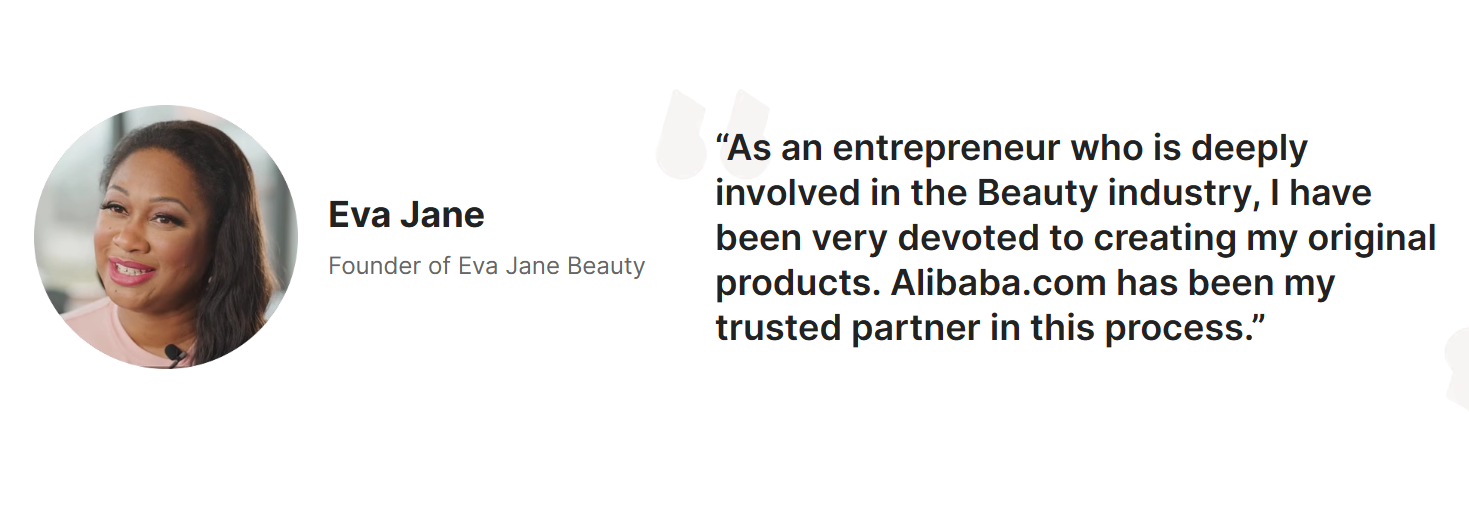 Eva Jane
Founder of Eva Jane Beauty
“As an entrepreneur who is deeply
involved in the Beauty industry, I have
been very devoted to creating my original
products. Alibaba.com has been my
trusted partner in this process.”